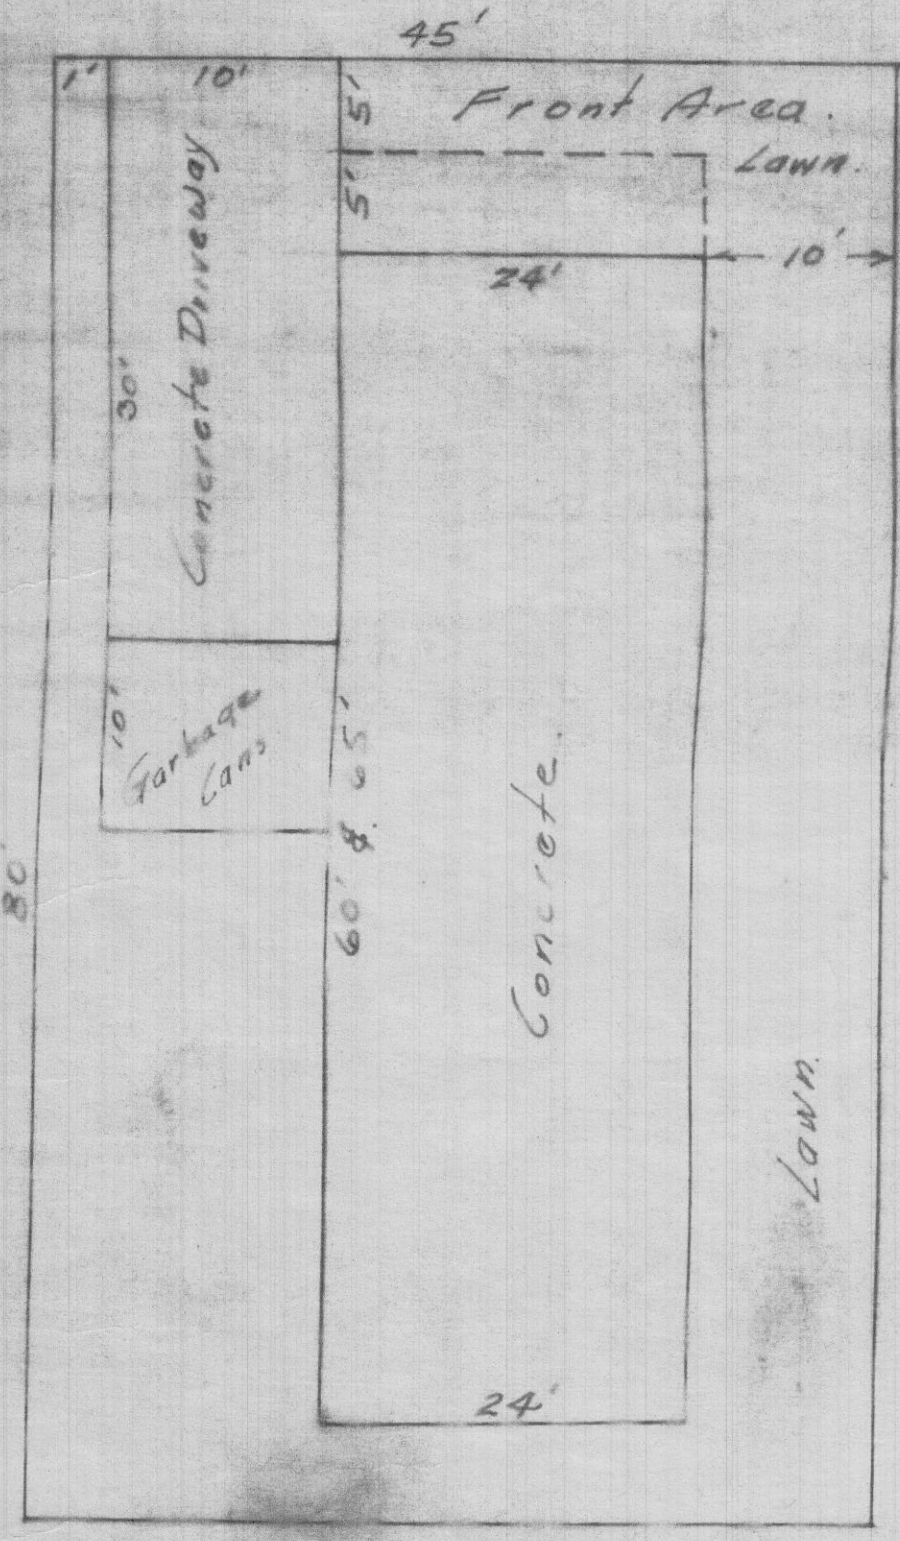 45'
1'
10'
5'
Front Area.
Lawn.
5'
10'
24'
30'
Concrete Driveway
10'
Garbage
Cans
60' & 65'
Concrete.
80'
Lawn.
24'